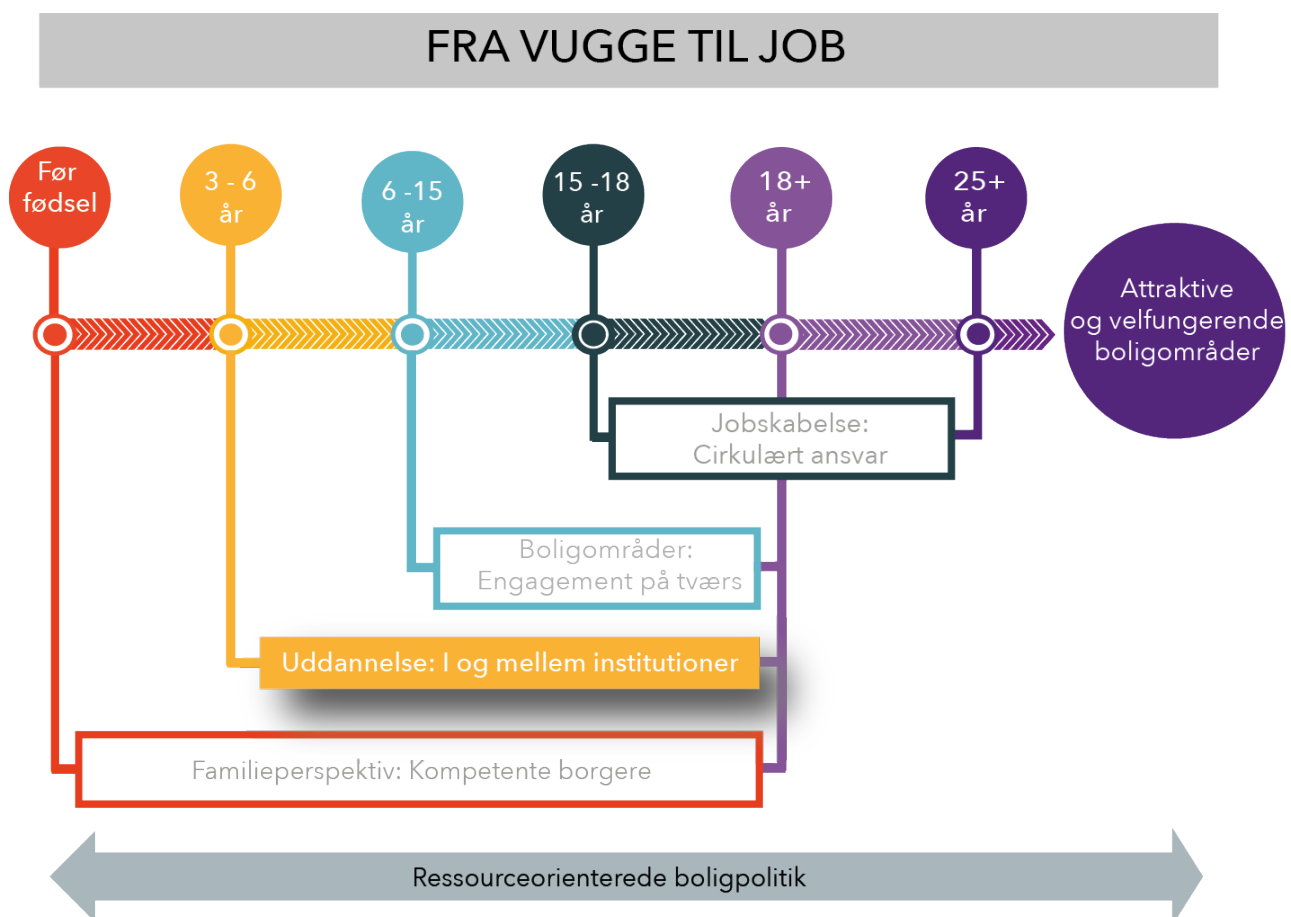 FRA VUGGE TIL JOB
Før
fødsel
3 - 6
år
6 -15
år
15 -18
år
18+
år
25+
år
Attraktive
og velfungerende
boligområder
Jobskabelse:
Cirkulært ansvar
Boligområder:
Engagement på tværs
Uddannelse: I og mellem institutioner
Familieperspektiv: Kompetente borgere
Ressourceorienterede boligpolitik